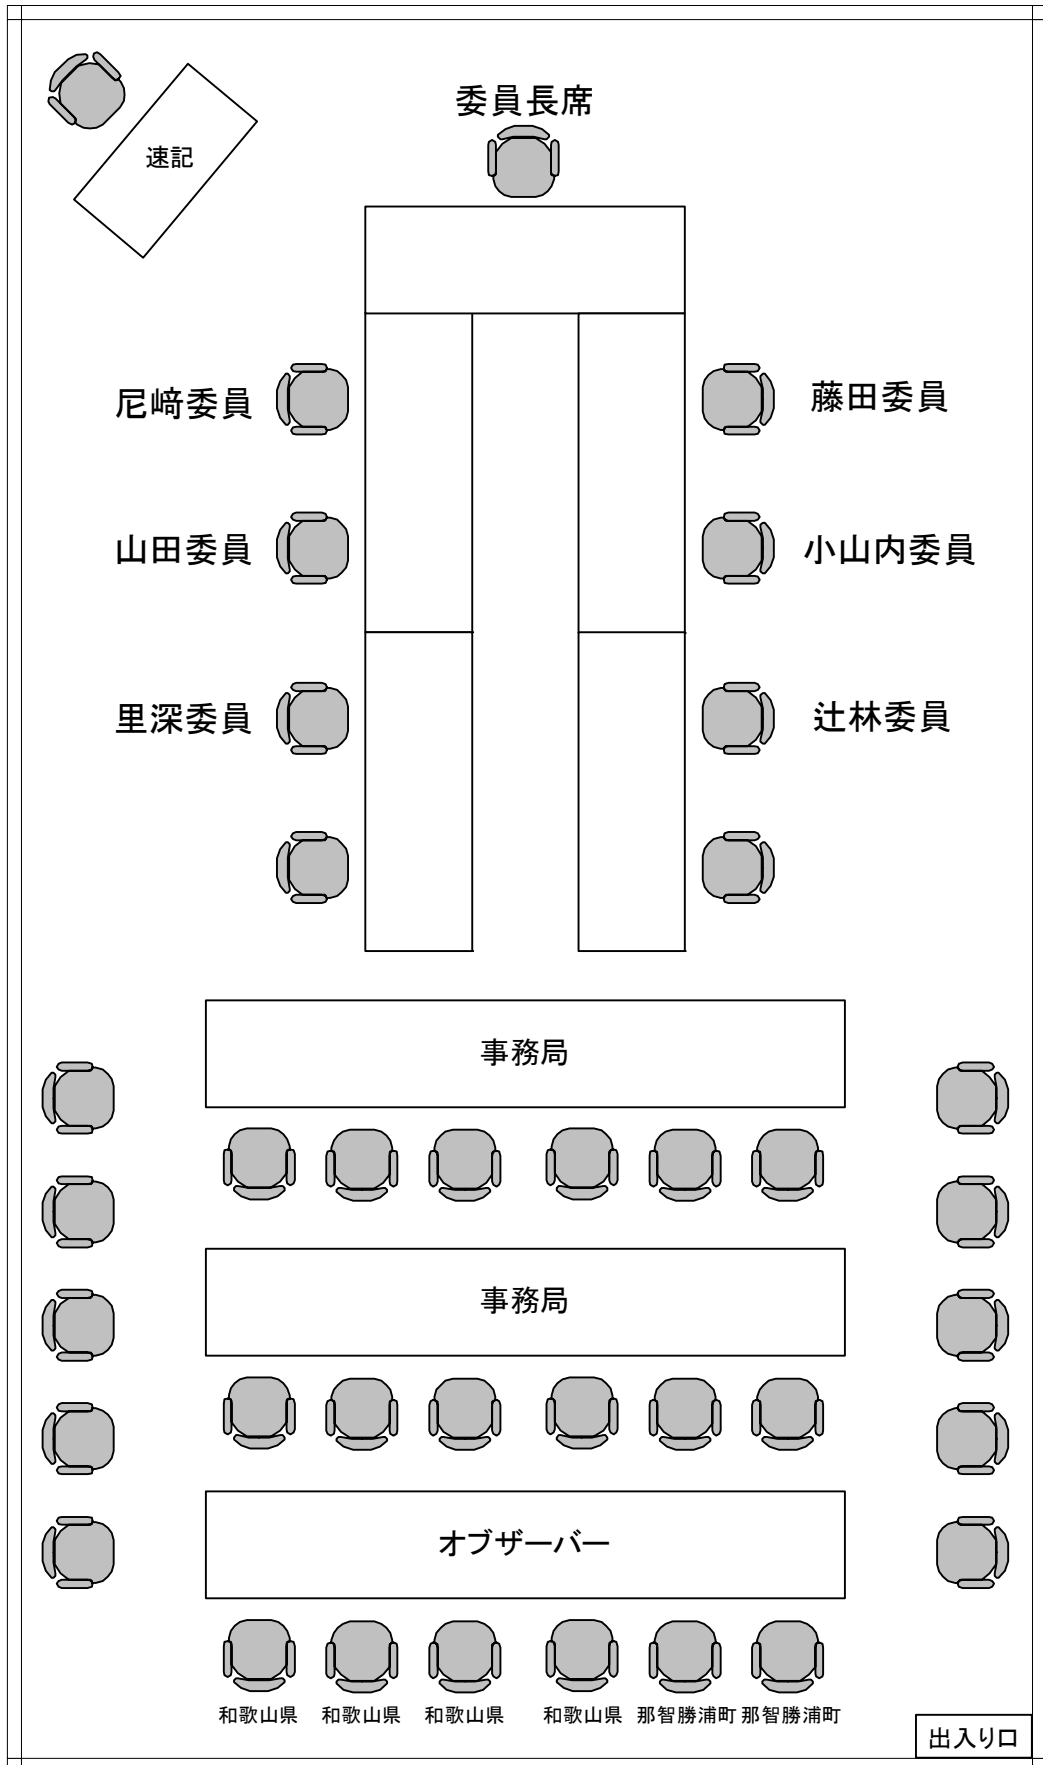 委員長席
速記
尼﨑委員
藤田委員
山田委員
小山内委員
里深委員
辻林委員
事務局
事務局
オブザーバー
和歌山県 和歌山県 和歌山県 和歌山県 那智勝浦町 那智勝浦町
出入り口